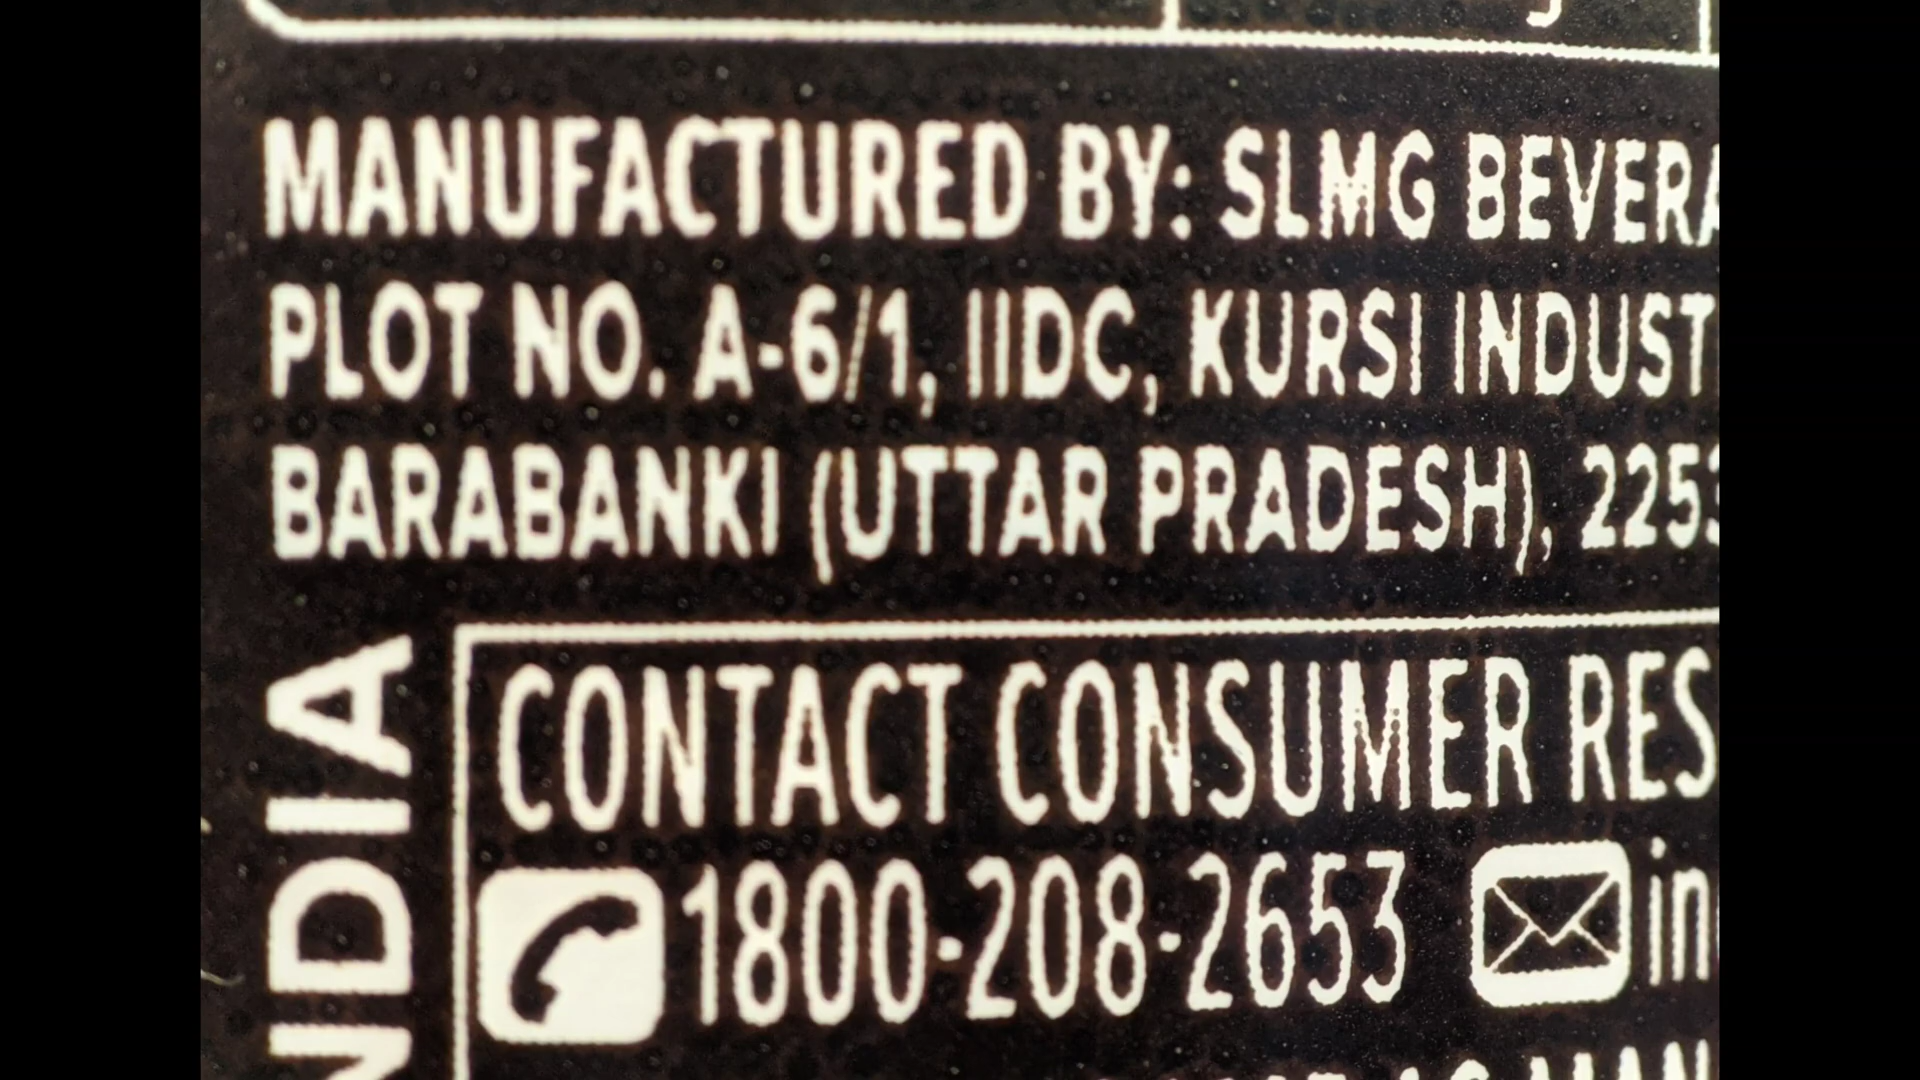 MANUFACTURED BY: SLMG BEVERA
PLOT NO. A-6/1, IIDC, KURSI INDUST
BARABANKI (UTTAR PRADESH), 2253
NDIA
CONTACT CONSUMER RES
1800-208-2653 in